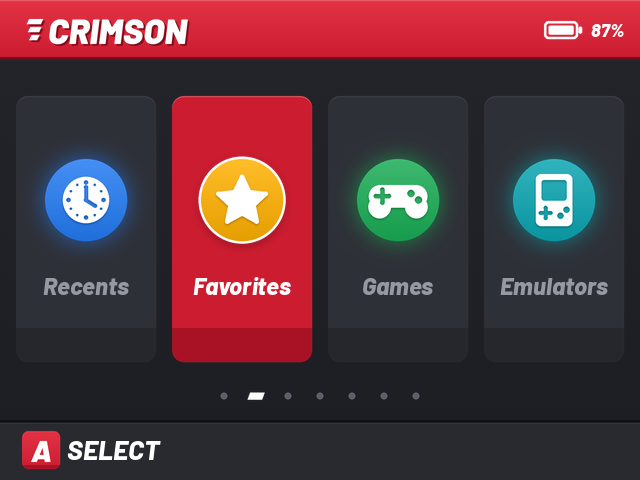 CRIMSON
87%
Recents
Favorites
Games
Emulators
A SELECT